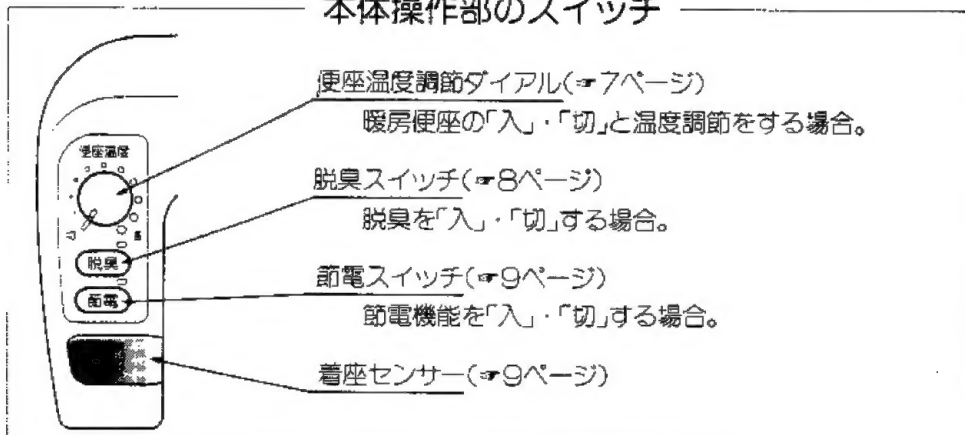 本体操作部のスイッチ
便座温度調節ダイアル(☞7ページ)
暖房便座の「入」・「切」と温度調節をする場合。
便座温度
脱臭スイッチ(☞8ページ)
脱臭を「入」・「切」する場合。
脱臭
節電スイッチ(☞9ページ)
節電
節電機能を「入」・「切」する場合。
着座センサー(☞9ページ)